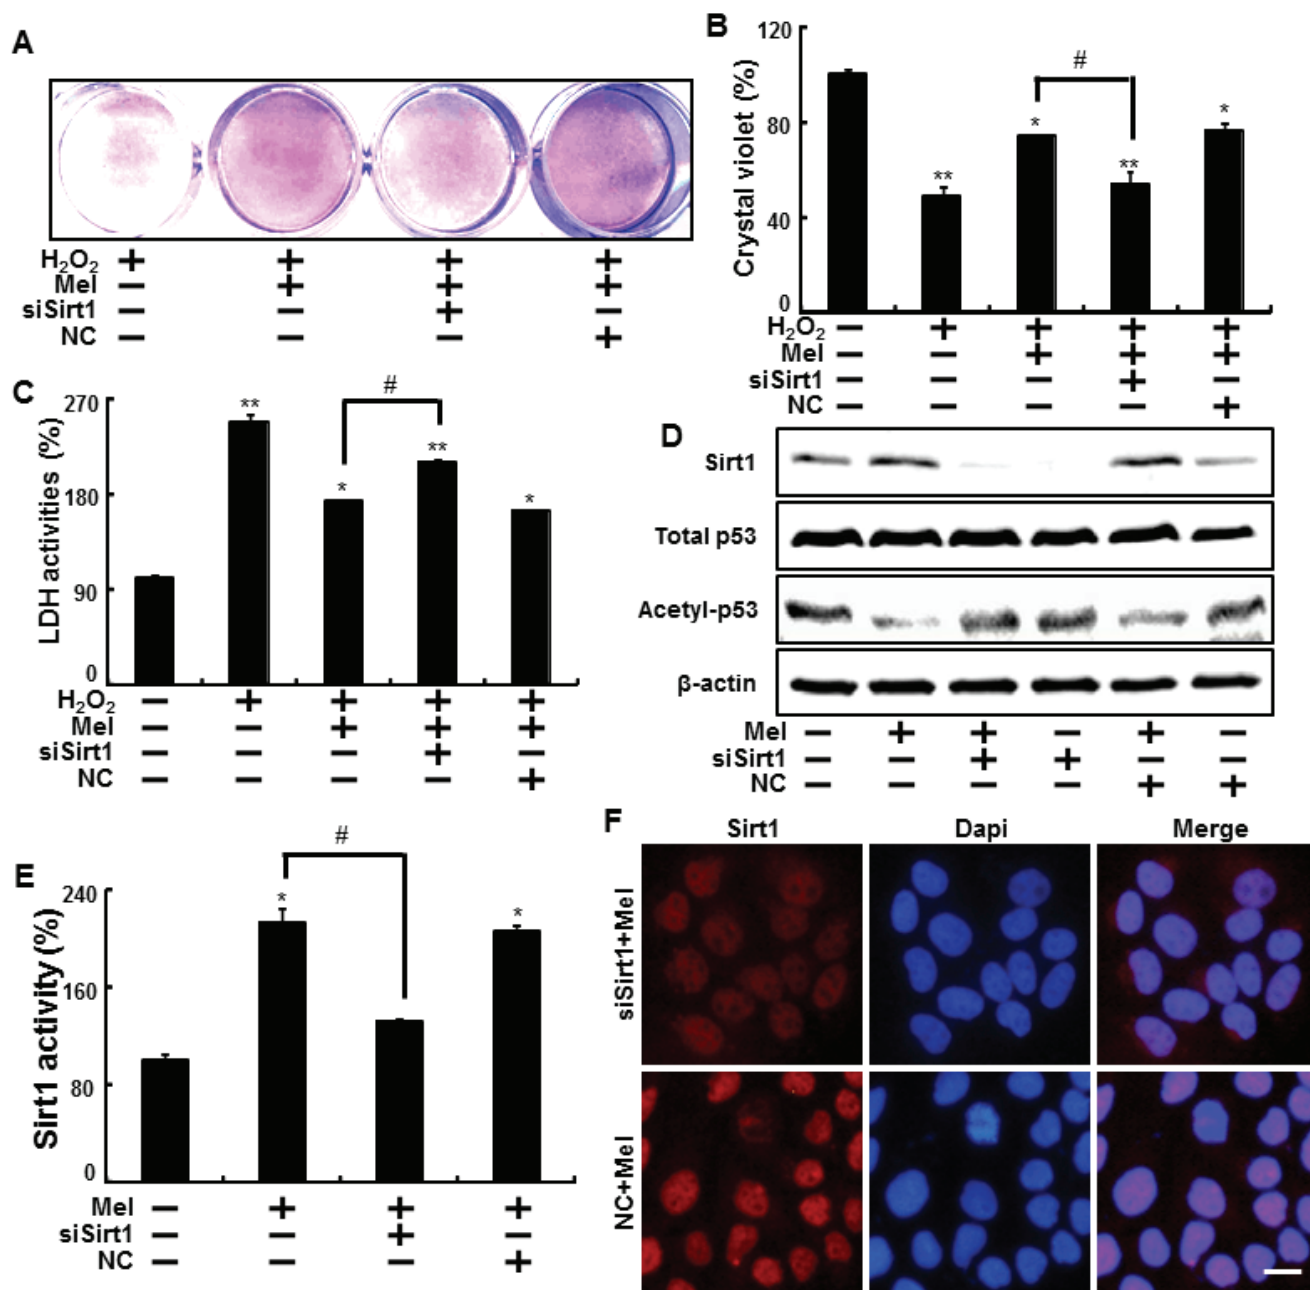 A
H₂O₂ + + + +
Mel − + + +
siSirt1 − − + −
NC − − − +
B
Crystal violet (%)
120
80
40
0
** * ** *
#
H₂O₂ − + + + +
Mel − − + + +
siSirt1 − − − + −
NC − − − − +
C
LDH activities (%)
270
180
90
0
** * ** *
#
H₂O₂ − + + + +
Mel − − + + +
siSirt1 − − − + −
NC − − − − +
D
Sirt1
Total p53
Acetyl-p53
β-actin
Mel − + + − + −
siSirt1 − − + + − −
NC − − − − + +
E
Sirt1 activity (%)
240
160
80
0
* *
#
Mel − + + +
siSirt1 − − + −
NC − − − +
F
Sirt1 Dapi Merge
siSirt1+Mel
NC+Mel